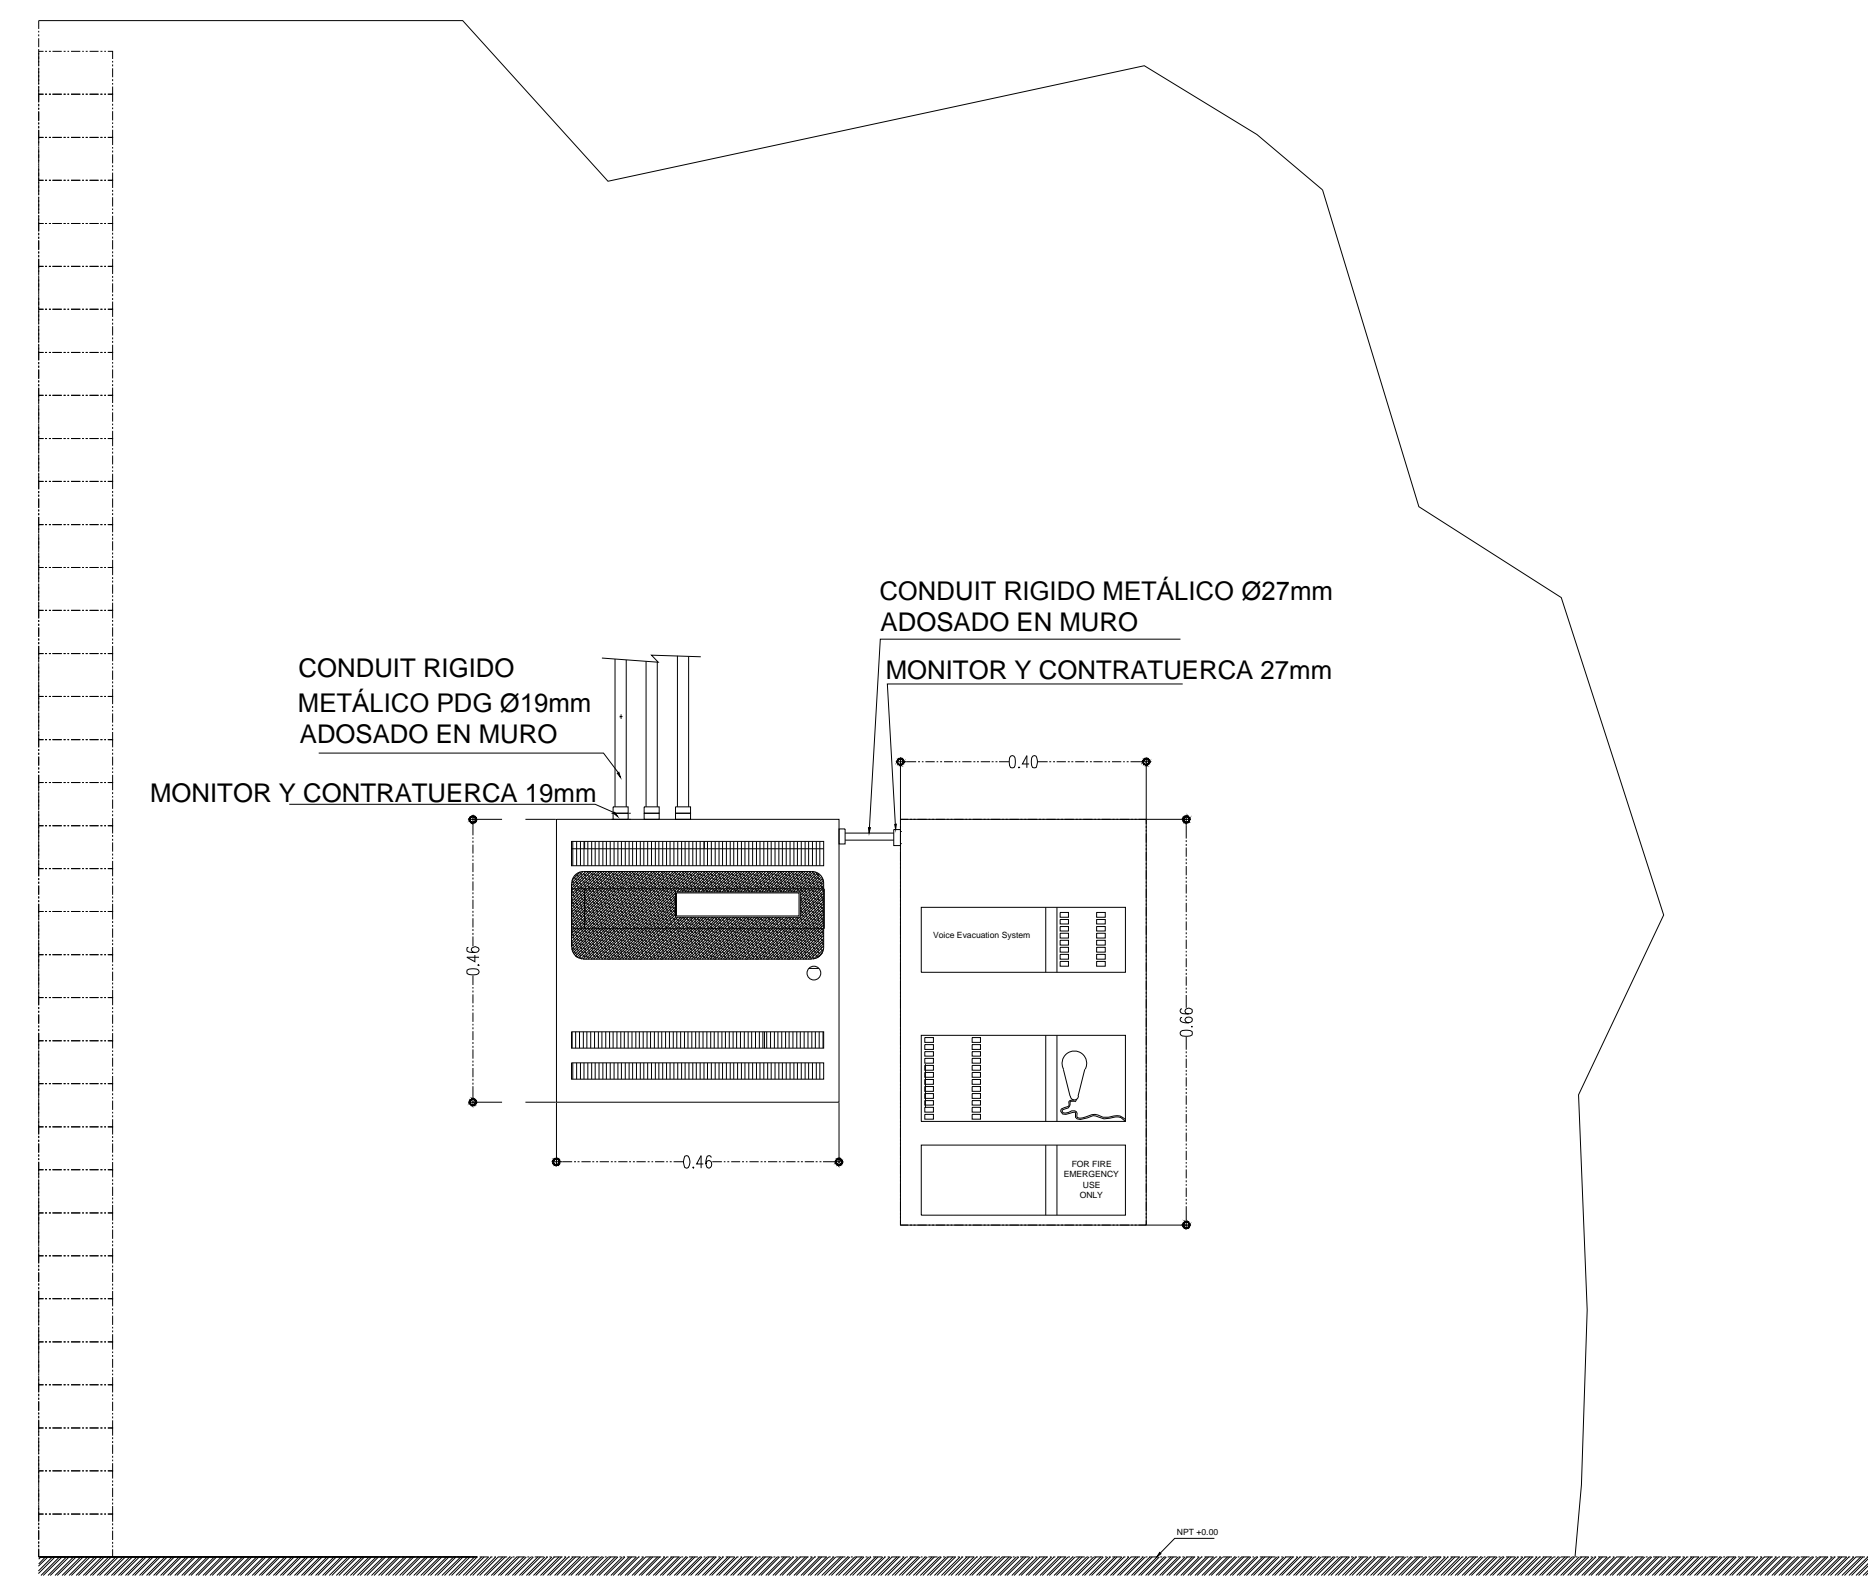 CONDUIT RIGIDO METÁLICO Ø27mm
ADOSADO EN MURO
MONITOR Y CONTRATUERCA 27mm
CONDUIT RIGIDO
METÁLICO PDG Ø19mm
ADOSADO EN MURO
MONITOR Y CONTRATUERCA 19mm
0.40
0.46
0.66
0.46
Voice Evacuation System
FOR FIRE
EMERGENCY
USE
ONLY
NPT +0.00